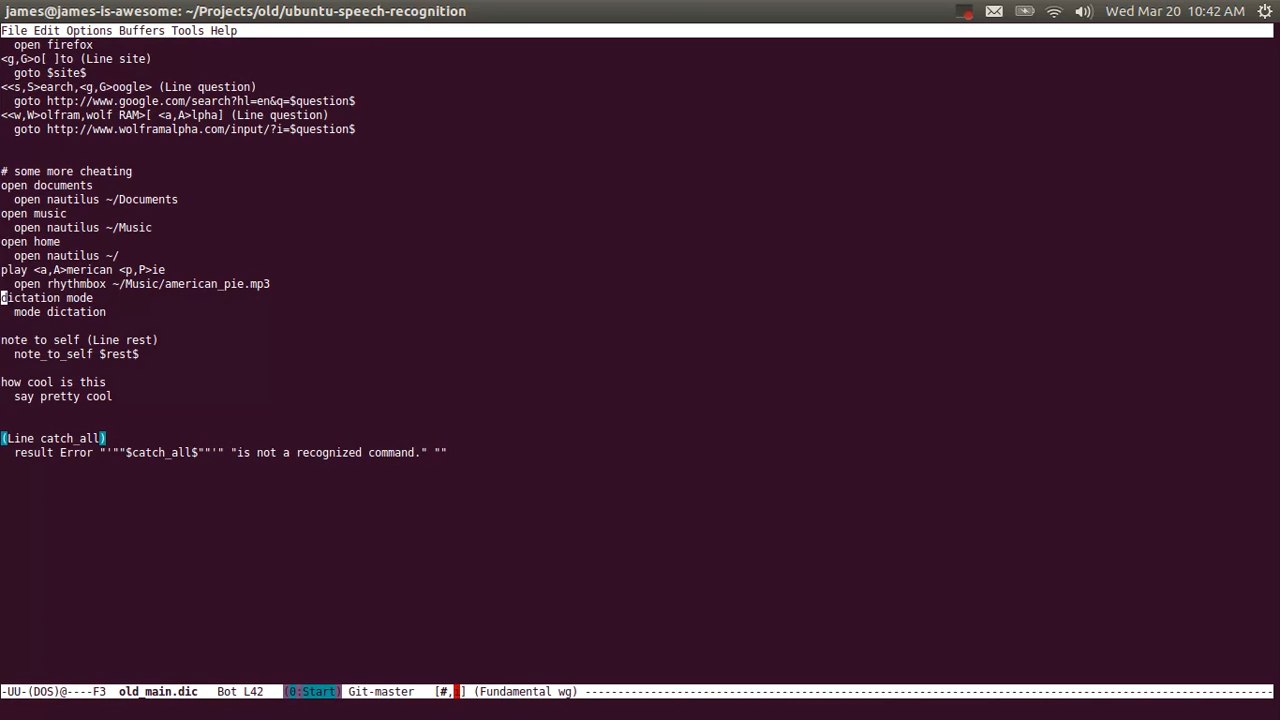 james@james-is-awesome: ~/Projects/old/ubuntu-speech-recognition
Wed Mar 20 10:42 AM
File Edit Options Buffers Tools Help
open firefox
<g,G>o[ ]to (Line site)
goto $site$
<<s,S>earch,<g,G>oogle> (Line question)
goto http://www.google.com/search?hl=en&q=$question$
<<w,W>olfram,wolf RAM>[ <a,A>lpha] (Line question)
goto http://www.wolframalpha.com/input/?i=$question$
# some more cheating
open documents
open nautilus ~/Documents
open music
open nautilus ~/Music
open home
open nautilus ~/
play <a,A>merican <p,P>ie
open rhythmbox ~/Music/american_pie.mp3
dictation mode
mode dictation
note to self (Line rest)
note_to_self $rest$
how cool is this
say pretty cool
(Line catch_all)
result Error "'""$catch_all$""'" "is not a recognized command." ""
-UU-(DOS)@----F3 old_main.dic Bot L42 (0:Start) Git-master [#, ] (Fundamental wg) ----------------------------------------------------------------------------------------------------------